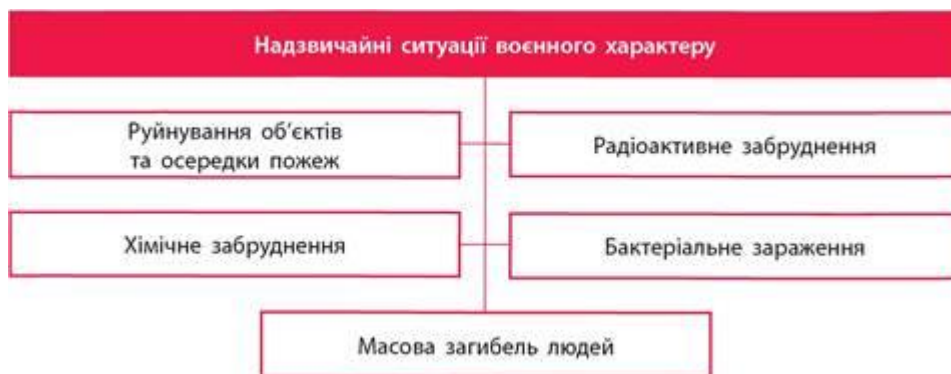 Надзвичайні ситуації воєнного характеру
Руйнування об’єктів
та осередки пожеж
Радіоактивне забруднення
Хімічне забруднення
Бактеріальне зараження
Масова загибель людей